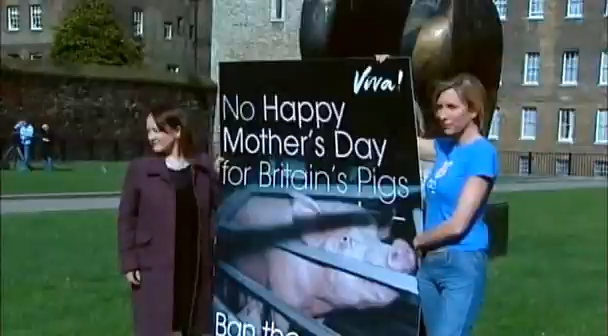 Viva!
No Happy
Mother's Day
for Britain's Pigs
Ban the